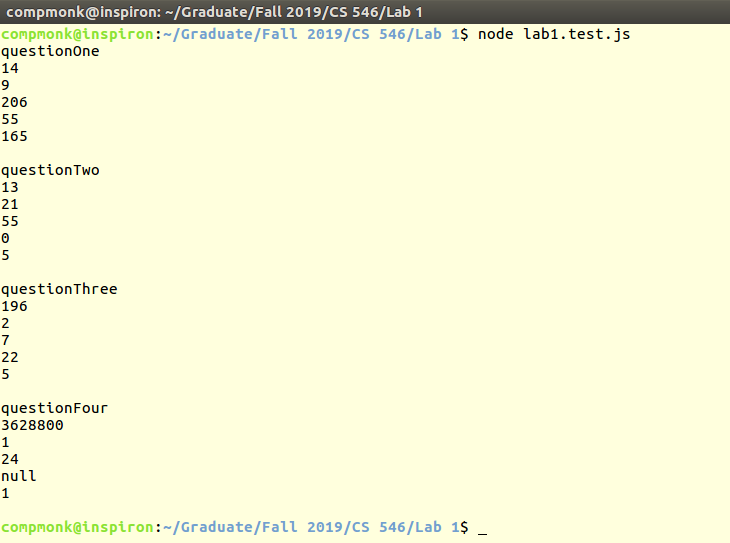 compmonk@inspiron: ~/Graduate/Fall 2019/CS 546/Lab 1
compmonk@inspiron:~/Graduate/Fall 2019/CS 546/Lab 1$ node lab1.test.js
questionOne
14
9
206
55
165
questionTwo
13
21
55
0
5
questionThree
196
2
7
22
5
questionFour
3628800
1
24
null
1
compmonk@inspiron:~/Graduate/Fall 2019/CS 546/Lab 1$ _